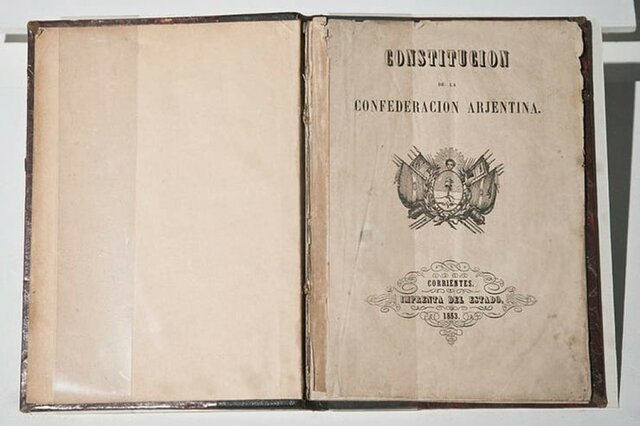 CONSTITUCION
DE LA
CONFEDERACION ARJENTINA.
CORRIENTES.
IMPRENTA DEL ESTADO.
1853.